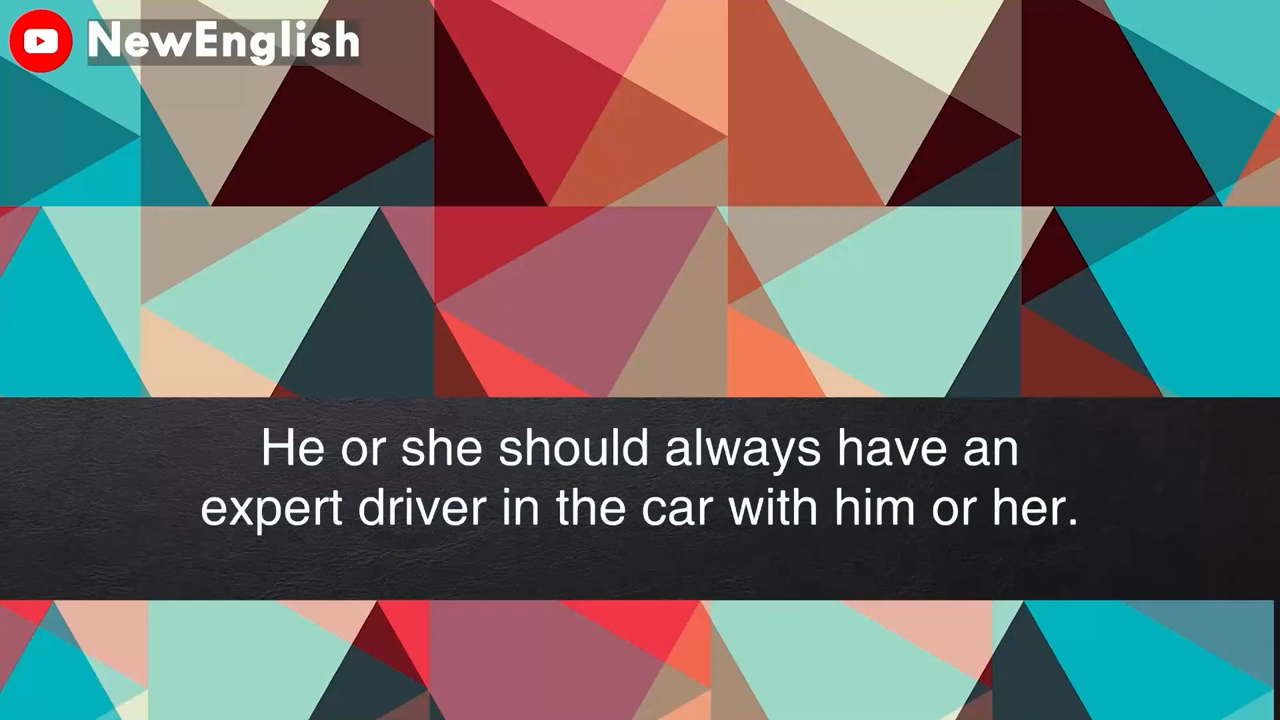 NewEnglish
He or she should always have an
expert driver in the car with him or her.